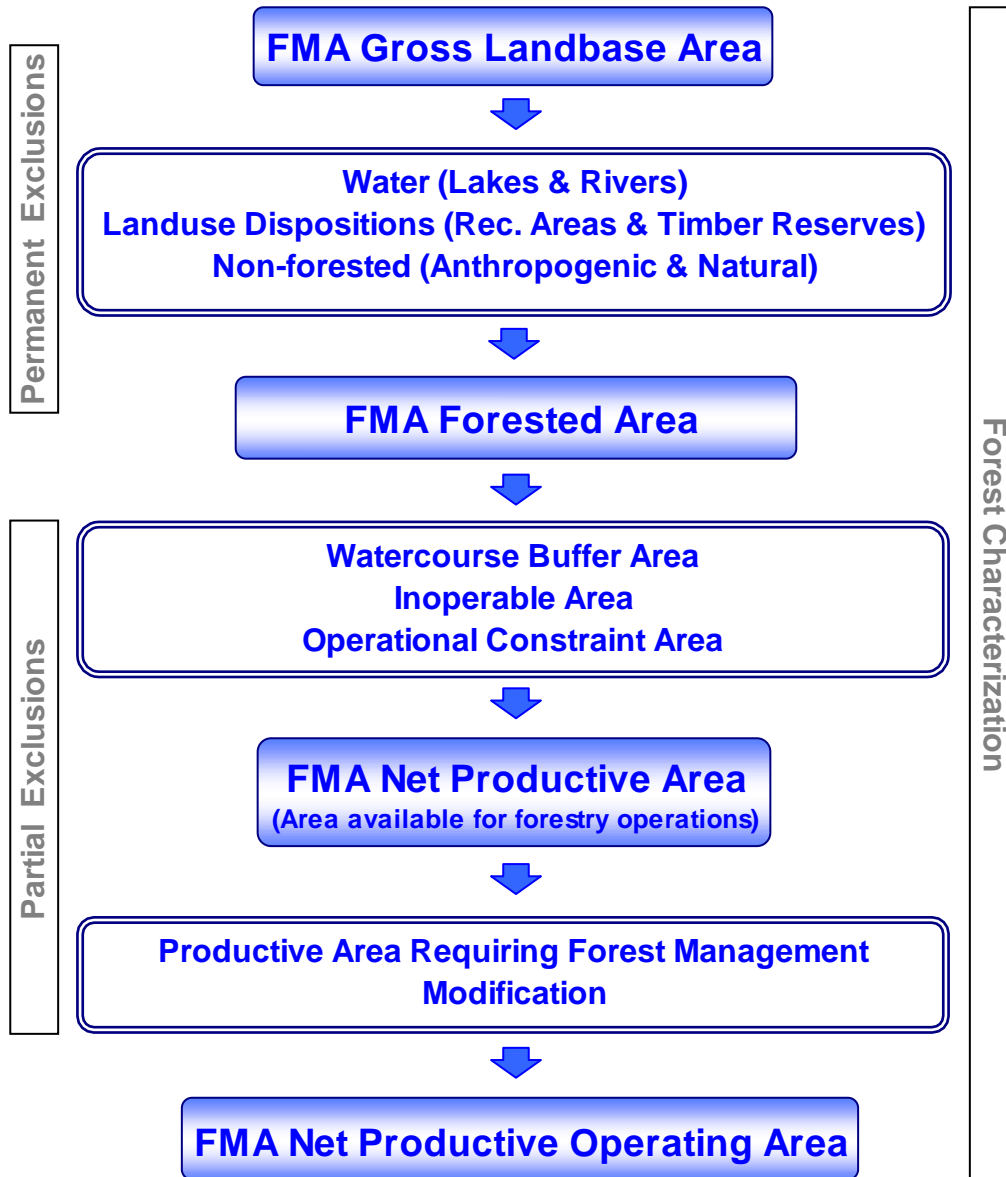 FMA Gross Landbase Area
Permanent Exclusions
Water (Lakes & Rivers)
Landuse Dispositions (Rec. Areas & Timber Reserves)
Non-forested (Anthropogenic & Natural)
FMA Forested Area
Forest Characterization
Partial Exclusions
Watercourse Buffer Area
Inoperable Area
Operational Constraint Area
FMA Net Productive Area
(Area available for forestry operations)
Productive Area Requiring Forest Management
Modification
FMA Net Productive Operating Area